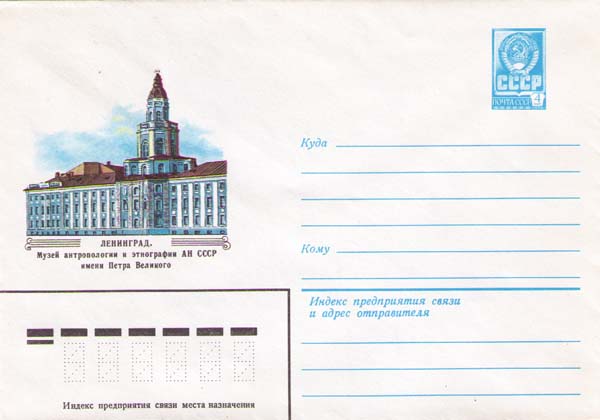 СССР
ПОЧТА СССР 4
Куда
Кому
ЛЕНИНГРАД.
Музей антропологии и этнографии АН СССР
имени Петра Великого
Индекс предприятия связи
и адрес отправителя
Индекс предприятия связи места назначения